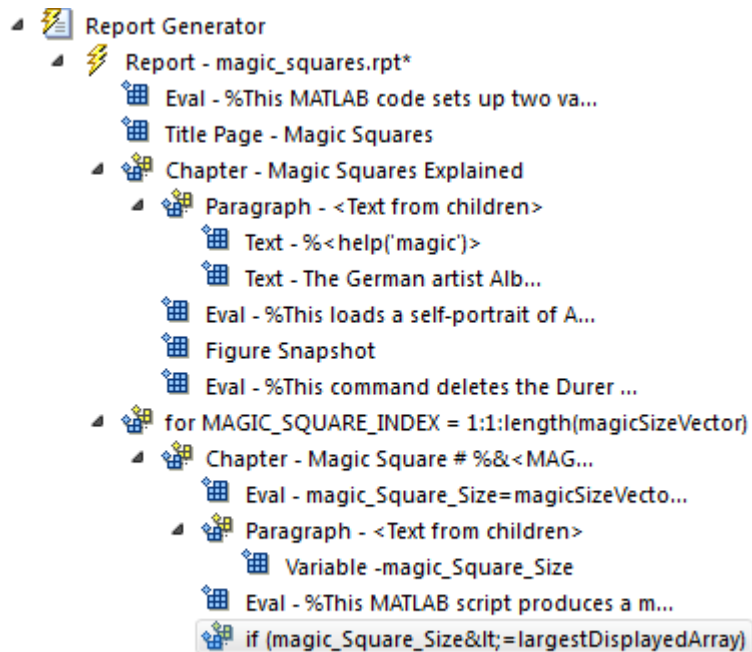 Report Generator
Report - magic_squares.rpt*
Eval - %This MATLAB code sets up two va...
Title Page - Magic Squares
Chapter - Magic Squares Explained
Paragraph - <Text from children>
Text - %<help('magic')>
Text - The German artist Alb...
Eval - %This loads a self-portrait of A...
Figure Snapshot
Eval - %This command deletes the Durer ...
for MAGIC_SQUARE_INDEX = 1:1:length(magicSizeVector)
Chapter - Magic Square # %&<MAG...
Eval - magic_Square_Size=magicSizeVecto...
Paragraph - <Text from children>
Variable -magic_Square_Size
Eval - %This MATLAB script produces a m...
if (magic_Square_Size&lt;=largestDisplayedArray)